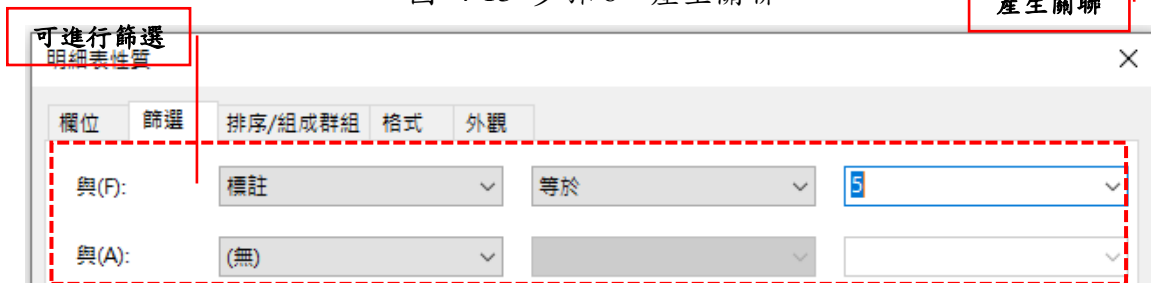 產生關聯
可進行篩選
明細表性質
欄位 篩選 排序/組成群組 格式 外觀
與(F): 標註 等於 5
與(A): (無)